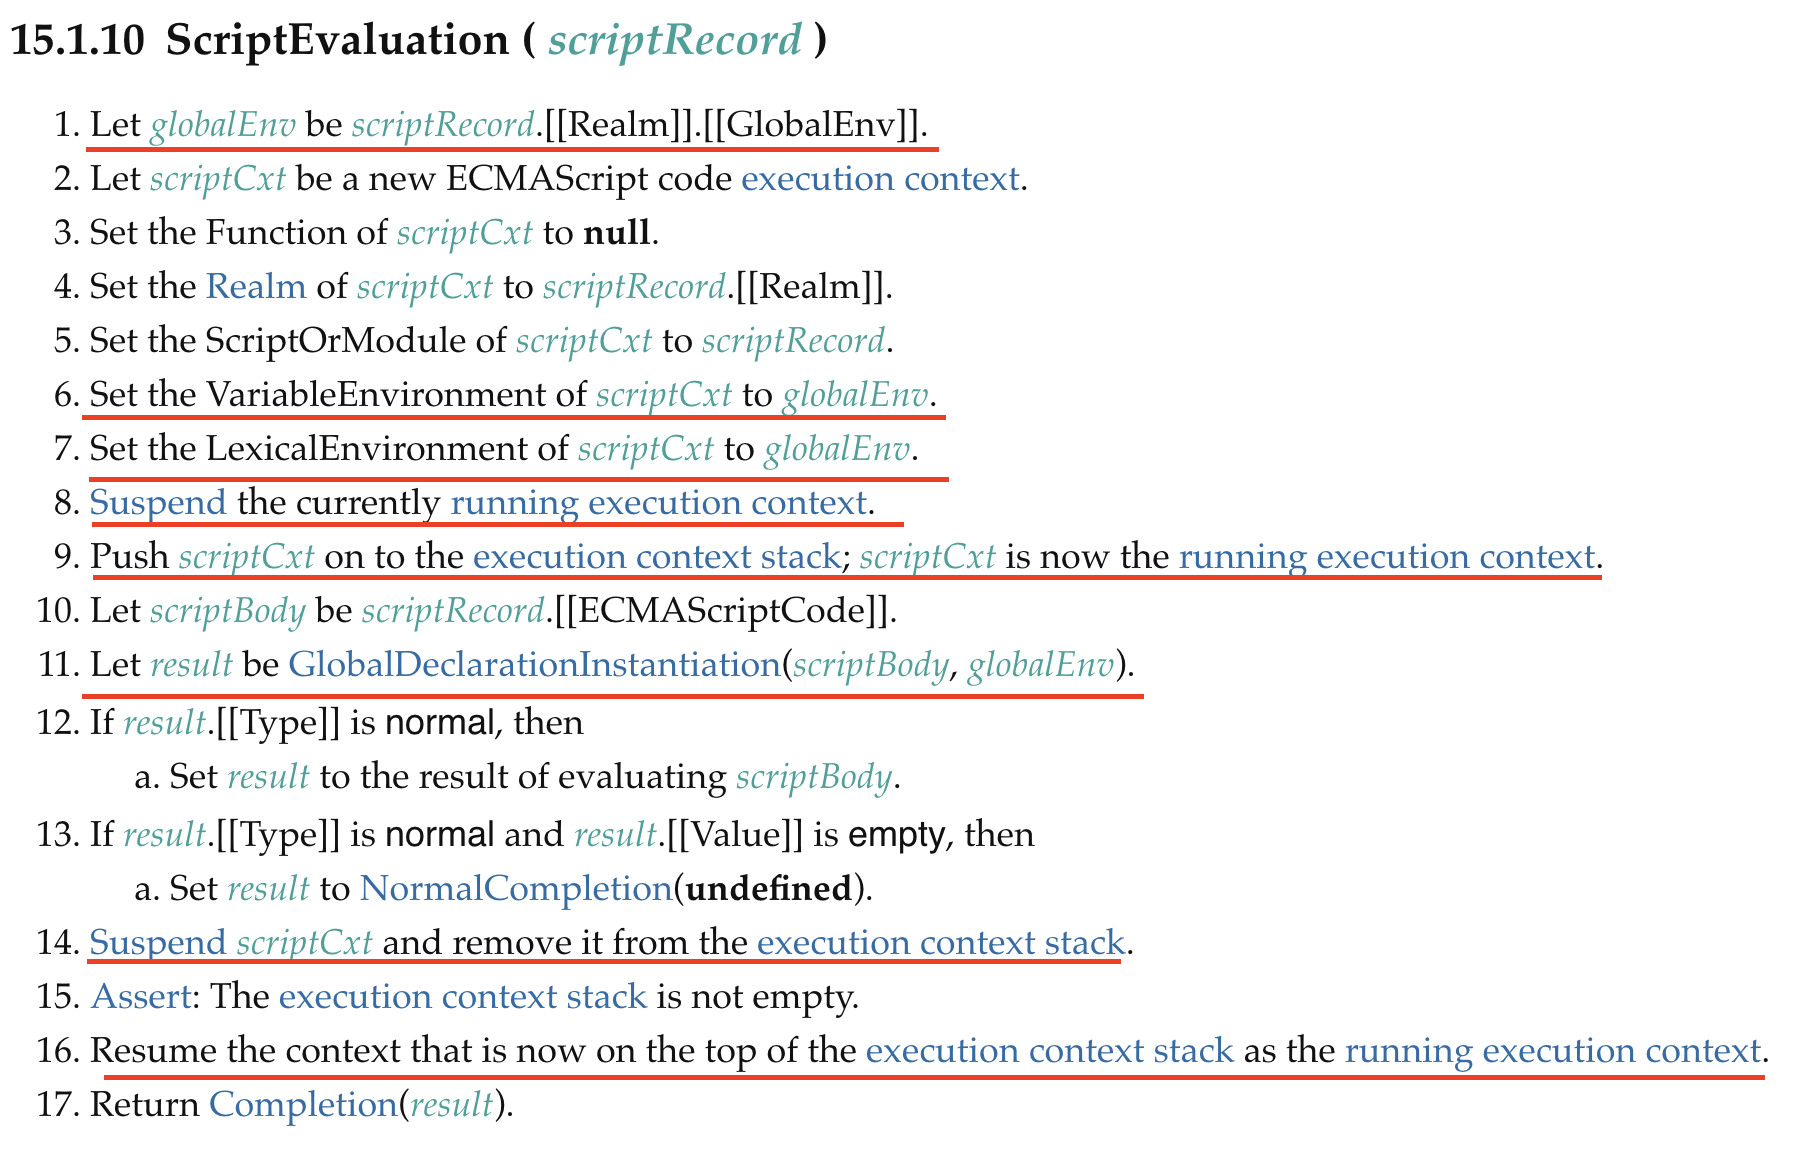 15.1.10 ScriptEvaluation ( scriptRecord )
1. Let globalEnv be scriptRecord.[[Realm]].[[GlobalEnv]].
2. Let scriptCxt be a new ECMAScript code execution context.
3. Set the Function of scriptCxt to null.
4. Set the Realm of scriptCxt to scriptRecord.[[Realm]].
5. Set the ScriptOrModule of scriptCxt to scriptRecord.
6. Set the VariableEnvironment of scriptCxt to globalEnv.
7. Set the LexicalEnvironment of scriptCxt to globalEnv.
8. Suspend the currently running execution context.
9. Push scriptCxt on to the execution context stack; scriptCxt is now the running execution context.
10. Let scriptBody be scriptRecord.[[ECMAScriptCode]].
11. Let result be GlobalDeclarationInstantiation(scriptBody, globalEnv).
12. If result.[[Type]] is normal, then
a. Set result to the result of evaluating scriptBody.
13. If result.[[Type]] is normal and result.[[Value]] is empty, then
a. Set result to NormalCompletion(undefined).
14. Suspend scriptCxt and remove it from the execution context stack.
15. Assert: The execution context stack is not empty.
16. Resume the context that is now on the top of the execution context stack as the running execution context.
17. Return Completion(result).